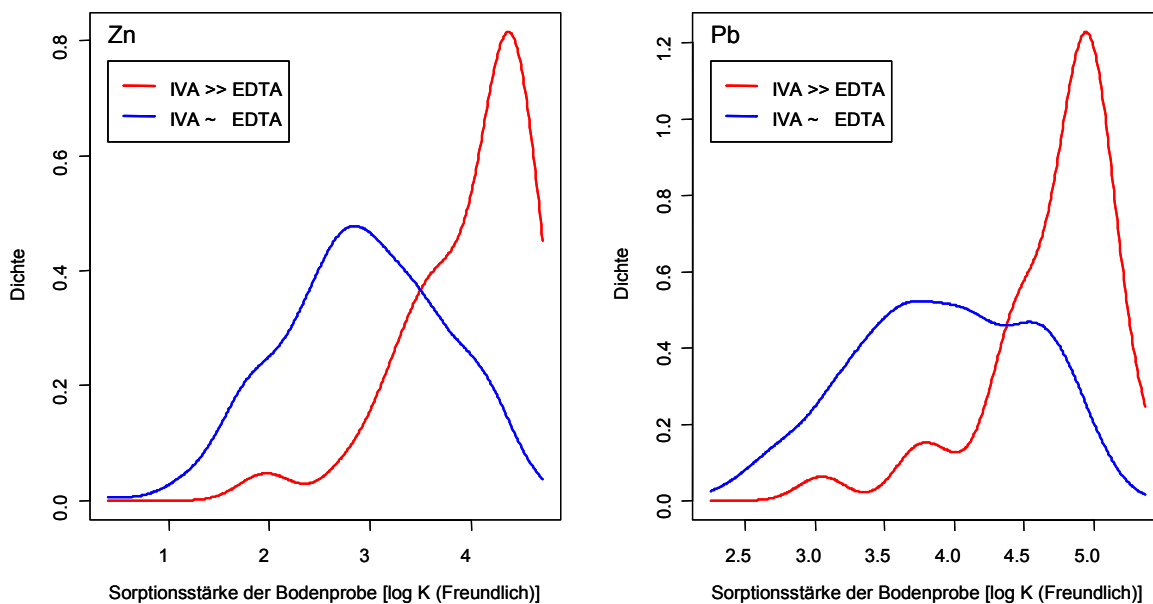 Zn
IVA >> EDTA
IVA ~ EDTA
Dichte
0.0
0.2
0.4
0.6
0.8
1
2
3
4
Sorptionsstärke der Bodenprobe [log K (Freundlich)]
Pb
IVA >> EDTA
IVA ~ EDTA
Dichte
0.0
0.2
0.4
0.6
0.8
1.0
1.2
2.5
3.0
3.5
4.0
4.5
5.0
Sorptionsstärke der Bodenprobe [log K (Freundlich)]